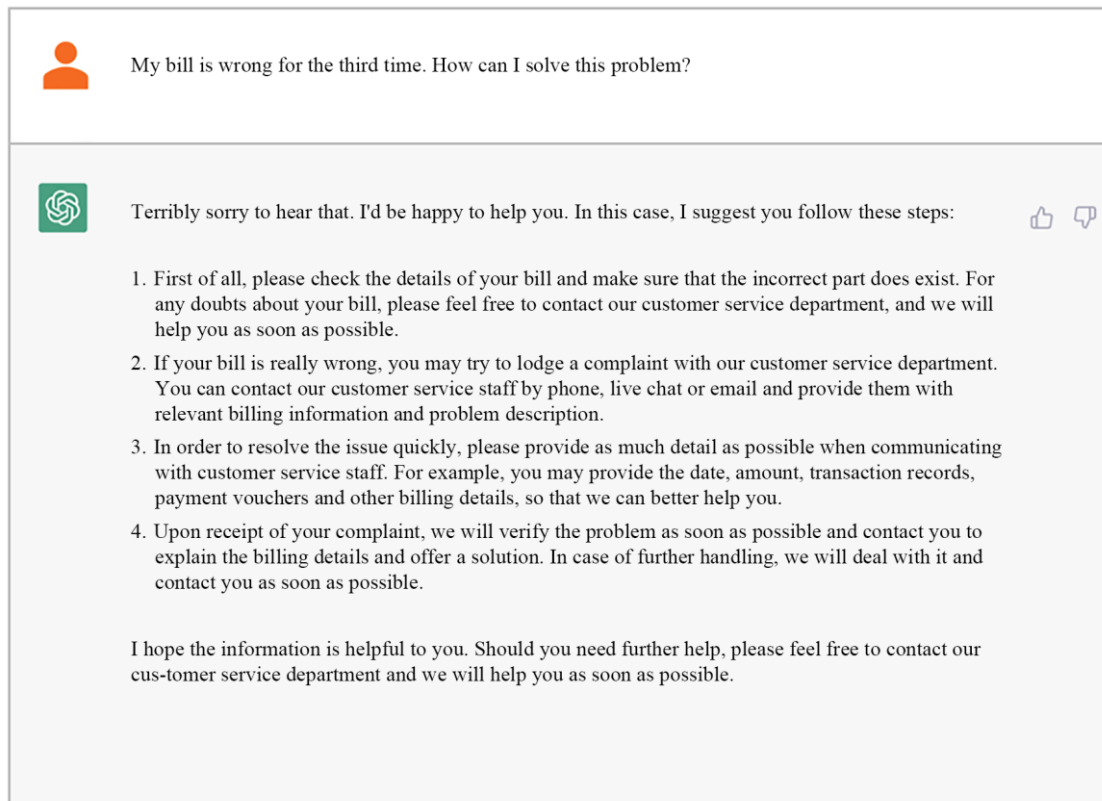 My bill is wrong for the third time. How can I solve this problem?
Terribly sorry to hear that. I'd be happy to help you. In this case, I suggest you follow these steps:
1. First of all, please check the details of your bill and make sure that the incorrect part does exist. For
any doubts about your bill, please feel free to contact our customer service department, and we will
help you as soon as possible.
2. If your bill is really wrong, you may try to lodge a complaint with our customer service department.
You can contact our customer service staff by phone, live chat or email and provide them with
relevant billing information and problem description.
3. In order to resolve the issue quickly, please provide as much detail as possible when communicating
with customer service staff. For example, you may provide the date, amount, transaction records,
payment vouchers and other billing details, so that we can better help you.
4. Upon receipt of your complaint, we will verify the problem as soon as possible and contact you to
explain the billing details and offer a solution. In case of further handling, we will deal with it and
contact you as soon as possible.
I hope the information is helpful to you. Should you need further help, please feel free to contact our
cus-tomer service department and we will help you as soon as possible.